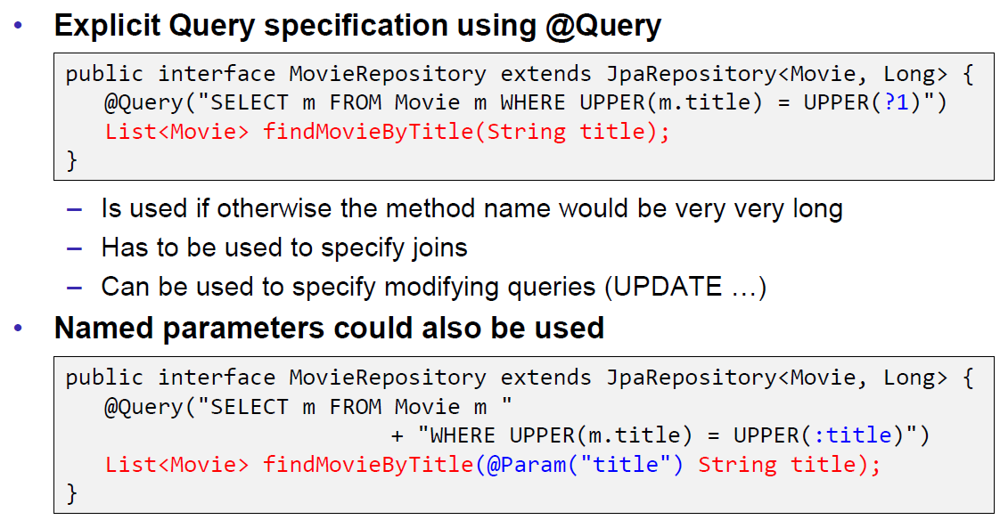 • Explicit Query specification using @Query
public interface MovieRepository extends JpaRepository<Movie, Long> {
@Query("SELECT m FROM Movie m WHERE UPPER(m.title) = UPPER(?1)")
List<Movie> findMovieByTitle(String title);
}
– Is used if otherwise the method name would be very very long
– Has to be used to specify joins
– Can be used to specify modifying queries (UPDATE …)
• Named parameters could also be used
public interface MovieRepository extends JpaRepository<Movie, Long> {
@Query("SELECT m FROM Movie m "
+ "WHERE UPPER(m.title) = UPPER(:title)")
List<Movie> findMovieByTitle(@Param("title") String title);
}